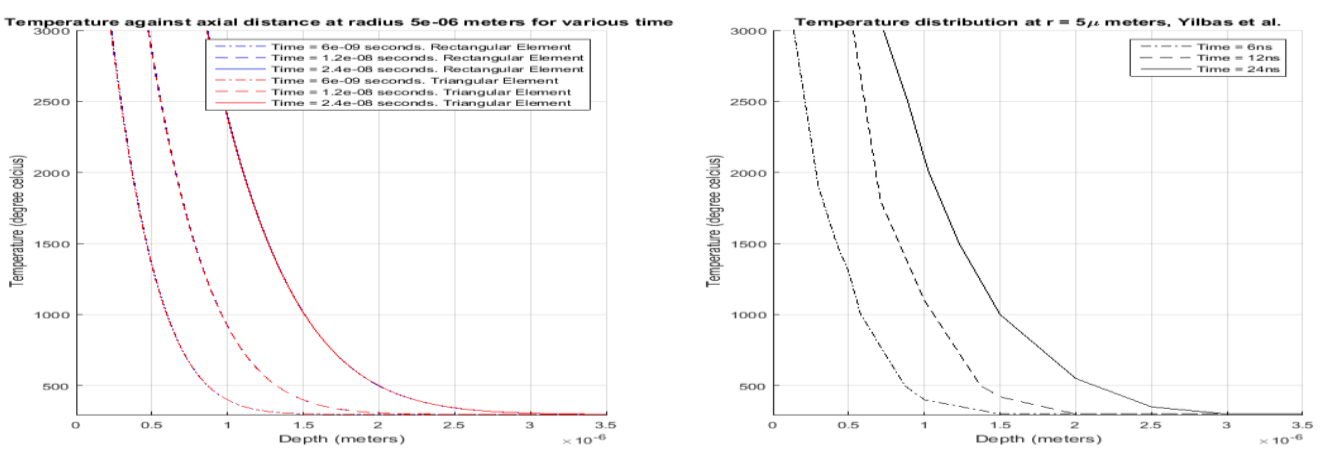 Temperature against axial distance at radius 5e-06 meters for various time
Time = 6e-09 seconds. Rectangular Element
Time = 1.2e-08 seconds. Rectangular Element
Time = 2.4e-08 seconds. Rectangular Element
Time = 6e-09 seconds. Triangular Element
Time = 1.2e-08 seconds. Triangular Element
Time = 2.4e-08 seconds. Triangular Element
Temperature (degree celcius)
3000
2500
2000
1500
1000
500
0 0.5 1 1.5 2 2.5 3 3.5
Depth (meters)
× 10^-6
Temperature distribution at r = 5μ meters, Yilbas et al.
Time = 6ns
Time = 12ns
Time = 24ns
Temperature (degree celcius)
3000
2500
2000
1500
1000
500
0 0.5 1 1.5 2 2.5 3 3.5
Depth (meters)
× 10^-6